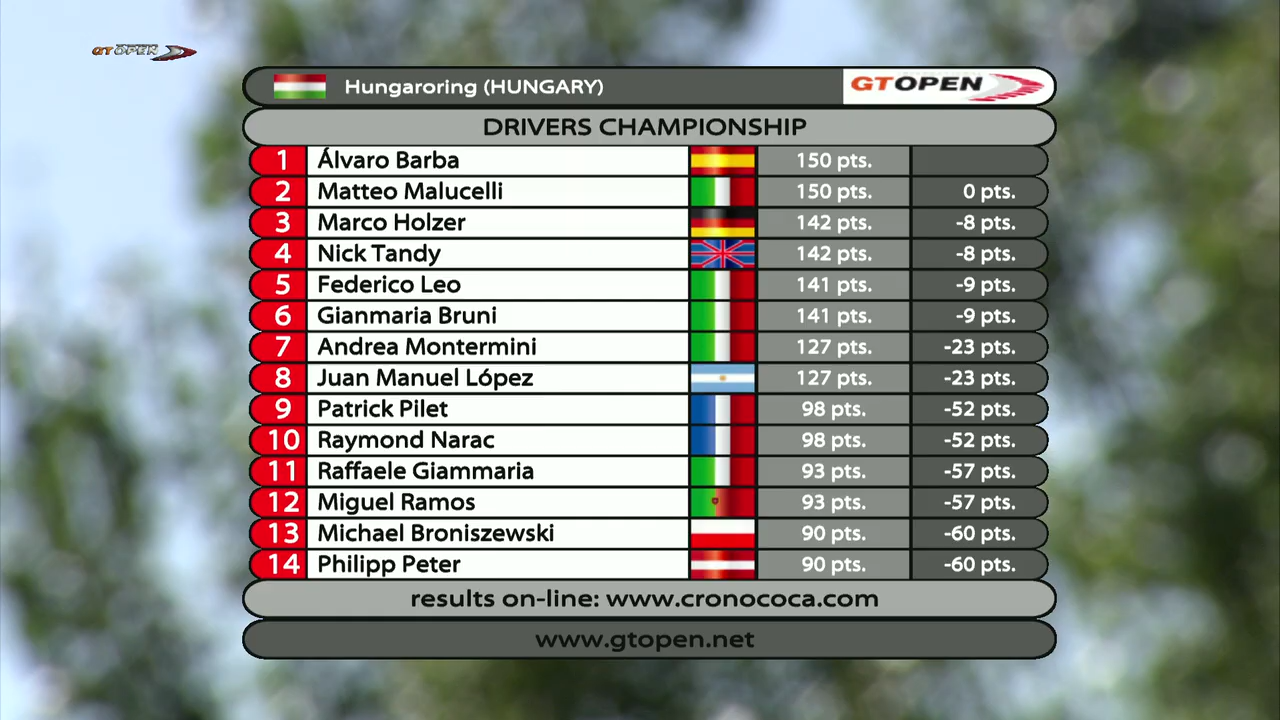 GT OPEN
Hungaroring (HUNGARY) GTOPEN
DRIVERS CHAMPIONSHIP
1 Álvaro Barba 150 pts.
2 Matteo Malucelli 150 pts. 0 pts.
3 Marco Holzer 142 pts. -8 pts.
4 Nick Tandy 142 pts. -8 pts.
5 Federico Leo 141 pts. -9 pts.
6 Gianmaria Bruni 141 pts. -9 pts.
7 Andrea Montermini 127 pts. -23 pts.
8 Juan Manuel López 127 pts. -23 pts.
9 Patrick Pilet 98 pts. -52 pts.
10 Raymond Narac 98 pts. -52 pts.
11 Raffaele Giammaria 93 pts. -57 pts.
12 Miguel Ramos 93 pts. -57 pts.
13 Michael Broniszewski 90 pts. -60 pts.
14 Philipp Peter 90 pts. -60 pts.
results on-line: www.cronococa.com
www.gtopen.net